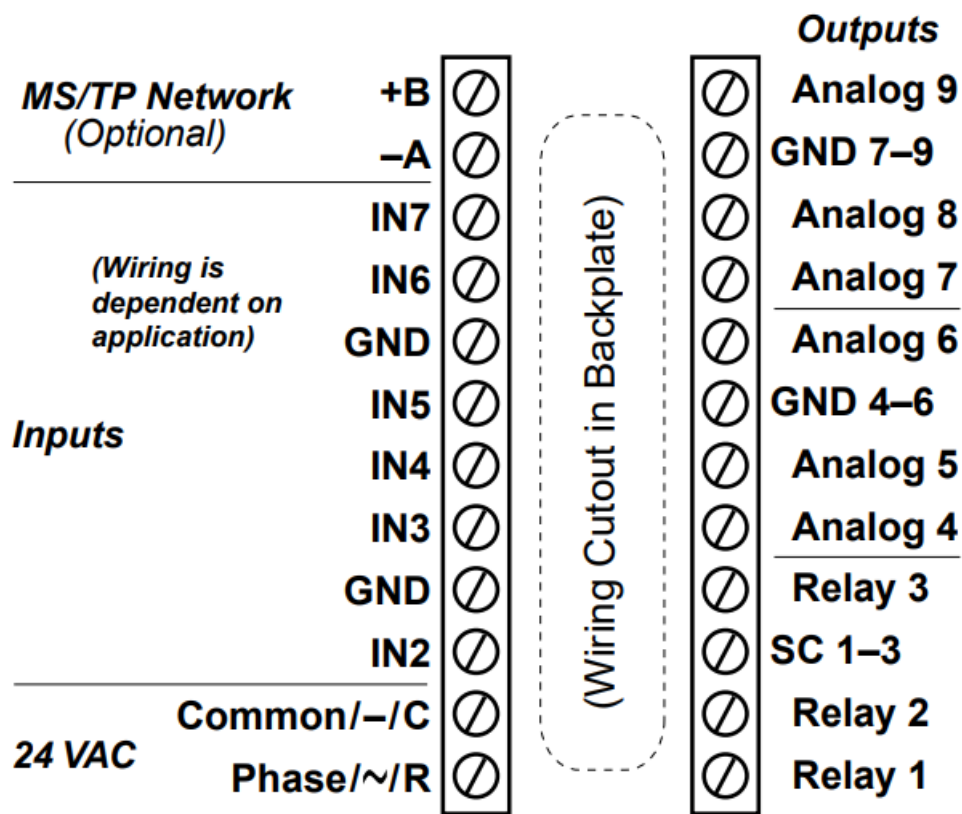 MS/TP Network
(Optional)
+B
–A
IN7
(Wiring is
dependent on
application)
IN6
GND
IN5
Inputs
IN4
IN3
GND
IN2
Common/–/C
24 VAC
Phase/~/R
(Wiring Cutout in Backplate)
Outputs
Analog 9
GND 7–9
Analog 8
Analog 7
Analog 6
GND 4–6
Analog 5
Analog 4
Relay 3
SC 1–3
Relay 2
Relay 1